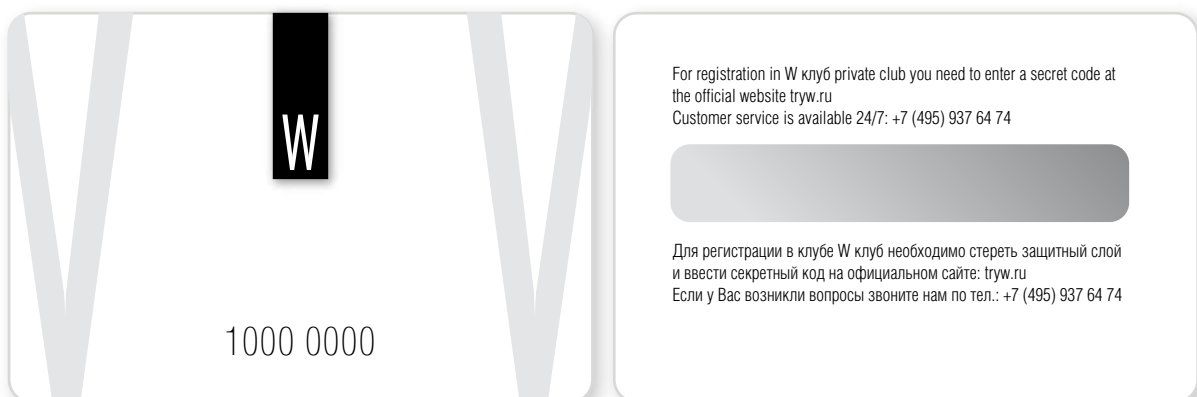 W
1000 0000
For registration in W клуб private club you need to enter a secret code at
the official website tryw.ru
Customer service is available 24/7: +7 (495) 937 64 74
Для регистрации в клубе W клуб необходимо стереть защитный слой
и ввести секретный код на официальном сайте: tryw.ru
Если у Вас возникли вопросы звоните нам по тел.: +7 (495) 937 64 74